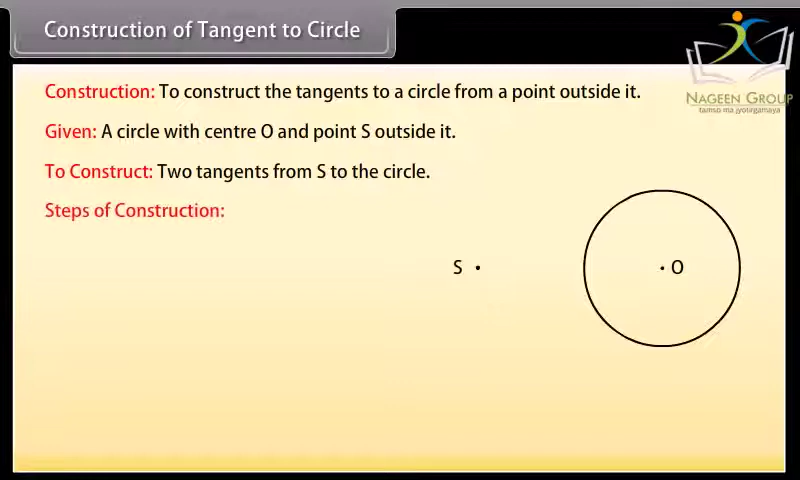 Construction of Tangent to Circle
NAGEEN GROUP
tamso ma jyotirgamaya
Construction: To construct the tangents to a circle from a point outside it.
Given: A circle with centre O and point S outside it.
To Construct: Two tangents from S to the circle.
Steps of Construction:
S
O